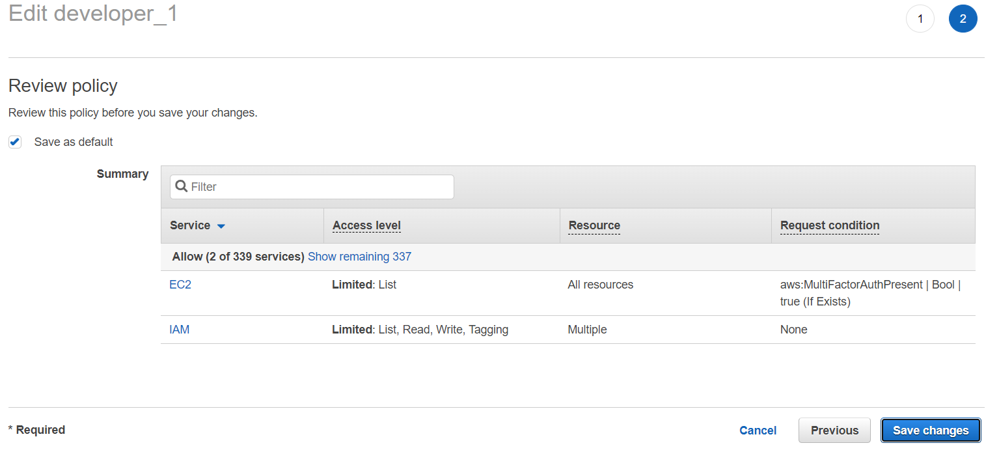 Edit developer_1
1
2
Review policy
Review this policy before you save your changes.
Save as default
Summary
Filter
Service
Access level
Resource
Request condition
Allow (2 of 339 services) Show remaining 337
EC2
Limited: List
All resources
aws:MultiFactorAuthPresent | Bool |
true (If Exists)
IAM
Limited: List, Read, Write, Tagging
Multiple
None
* Required
Cancel
Previous
Save changes